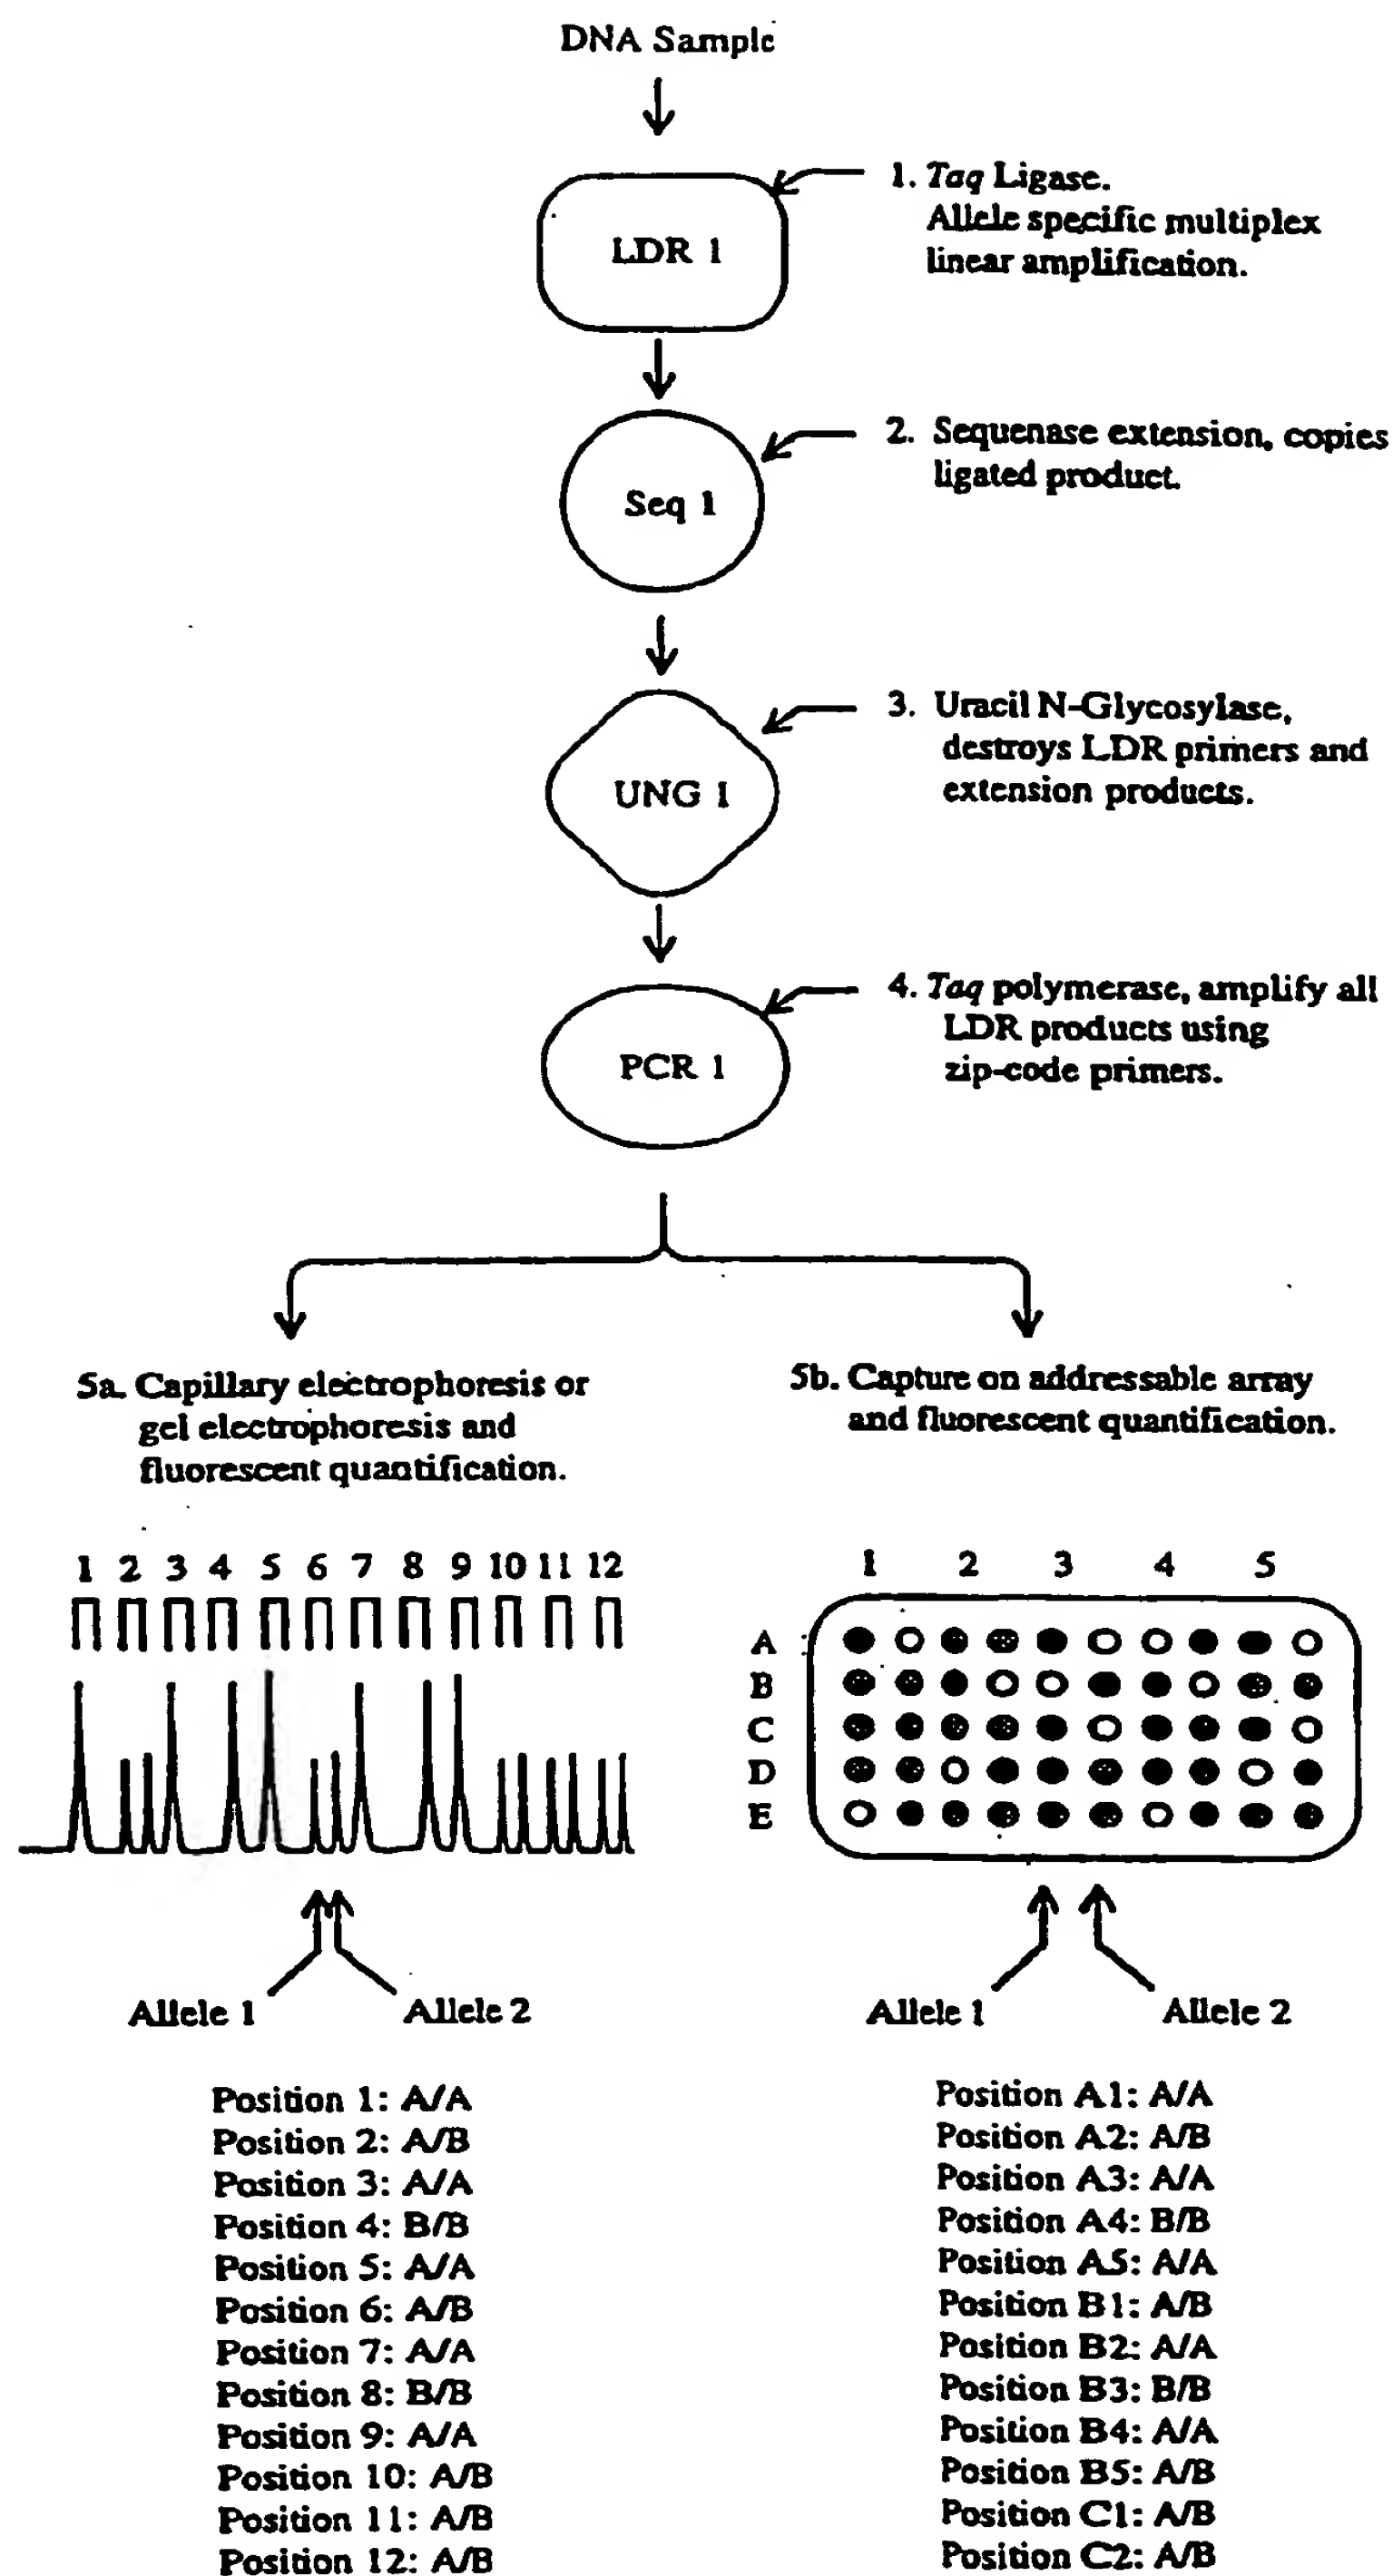 DNA Sample
1. Taq Ligase.
Allele specific multiplex
linear amplification.
LDR 1
2. Sequenase extension, copies
ligated product.
Seq 1
3. Uracil N-Glycosylase,
destroys LDR primers and
extension products.
UNG 1
4. Taq polymerase, amplify all
LDR products using
zip-code primers.
PCR 1
5a. Capillary electrophoresis or
gel electrophoresis and
fluorescent quantification.
1 2 3 4 5 6 7 8 9 10 11 12
Allele 1 Allele 2
Position 1: A/A
Position 2: A/B
Position 3: A/A
Position 4: B/B
Position 5: A/A
Position 6: A/B
Position 7: A/A
Position 8: B/B
Position 9: A/A
Position 10: A/B
Position 11: A/B
Position 12: A/B
5b. Capture on addressable array
and fluorescent quantification.
1 2 3 4 5
A
B
C
D
E
Allele 1 Allele 2
Position A1: A/A
Position A2: A/B
Position A3: A/A
Position A4: B/B
Position A5: A/A
Position B1: A/B
Position B2: A/A
Position B3: B/B
Position B4: A/A
Position B5: A/B
Position C1: A/B
Position C2: A/B